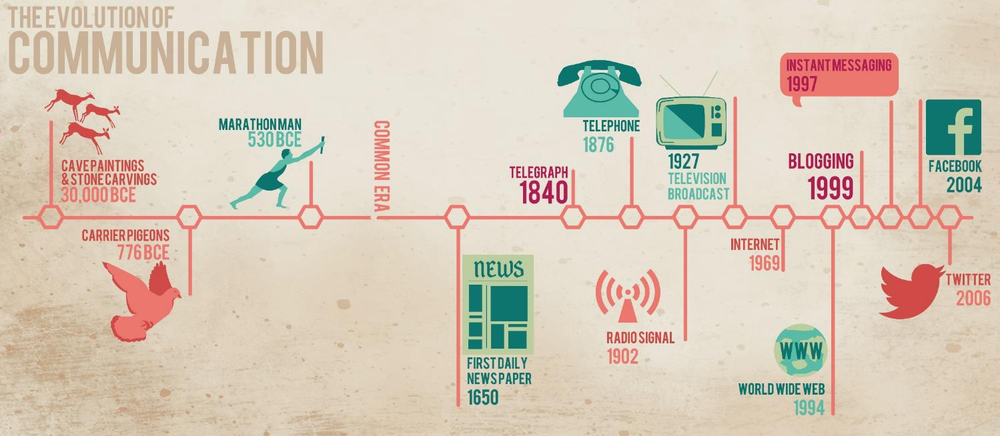 THE EVOLUTION OF
COMMUNICATION
CAVE PAINTINGS
& STONE CARVINGS
30,000 BCE
CARRIER PIGEONS
776 BCE
MARATHON MAN
530 BCE
COMMON ERA
NEWS
FIRST DAILY
NEWS PAPER
1650
TELEGRAPH
1840
TELEPHONE
1876
RADIO SIGNAL
1902
1927
TELEVISION
BROADCAST
INTERNET
1969
WWW
WORLD WIDE WEB
1994
BLOGGING
1999
INSTANT MESSAGING
1997
f
FACEBOOK
2004
TWITTER
2006